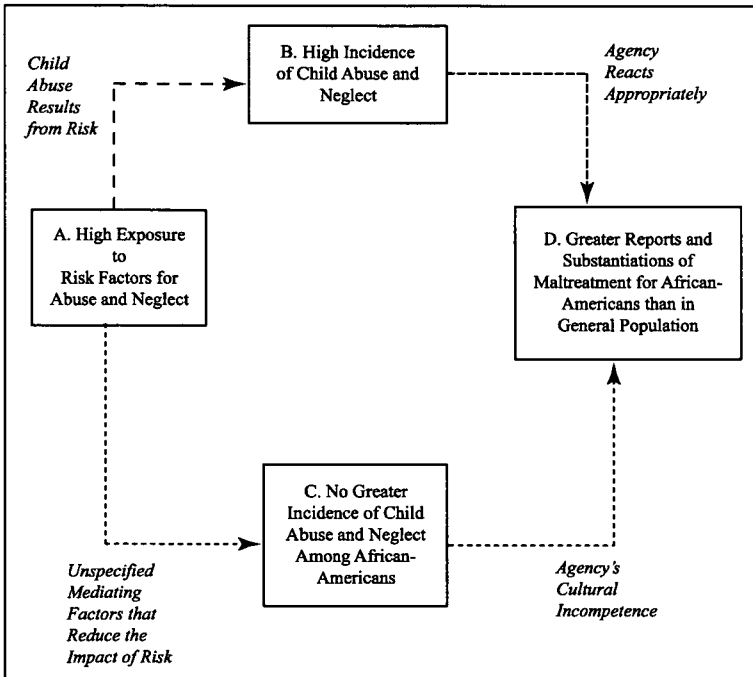 Child
Abuse
Results
from Risk
B. High Incidence
of Child Abuse and
Neglect
Agency
Reacts
Appropriately
A. High Exposure
to
Risk Factors for
Abuse and Neglect
D. Greater Reports and
Substantiations of
Maltreatment for African-
Americans than in
General Population
C. No Greater
Incidence of Child
Abuse and Neglect
Among African-
Americans
Unspecified
Mediating
Factors that
Reduce the
Impact of Risk
Agency's
Cultural
Incompetence